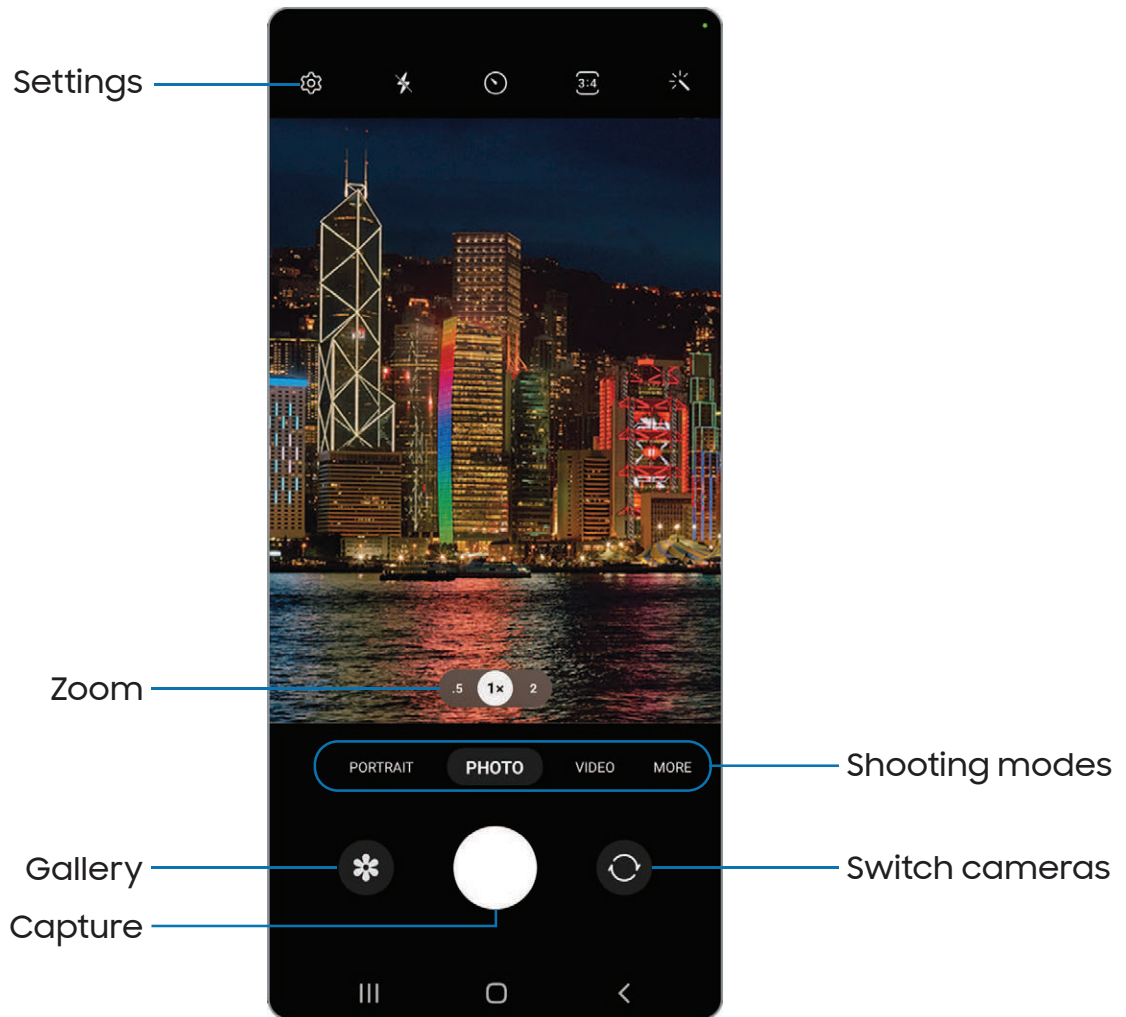 Settings
3:4
Zoom
.5 1× 2
PORTRAIT PHOTO VIDEO MORE
Shooting modes
Gallery
Switch cameras
Capture